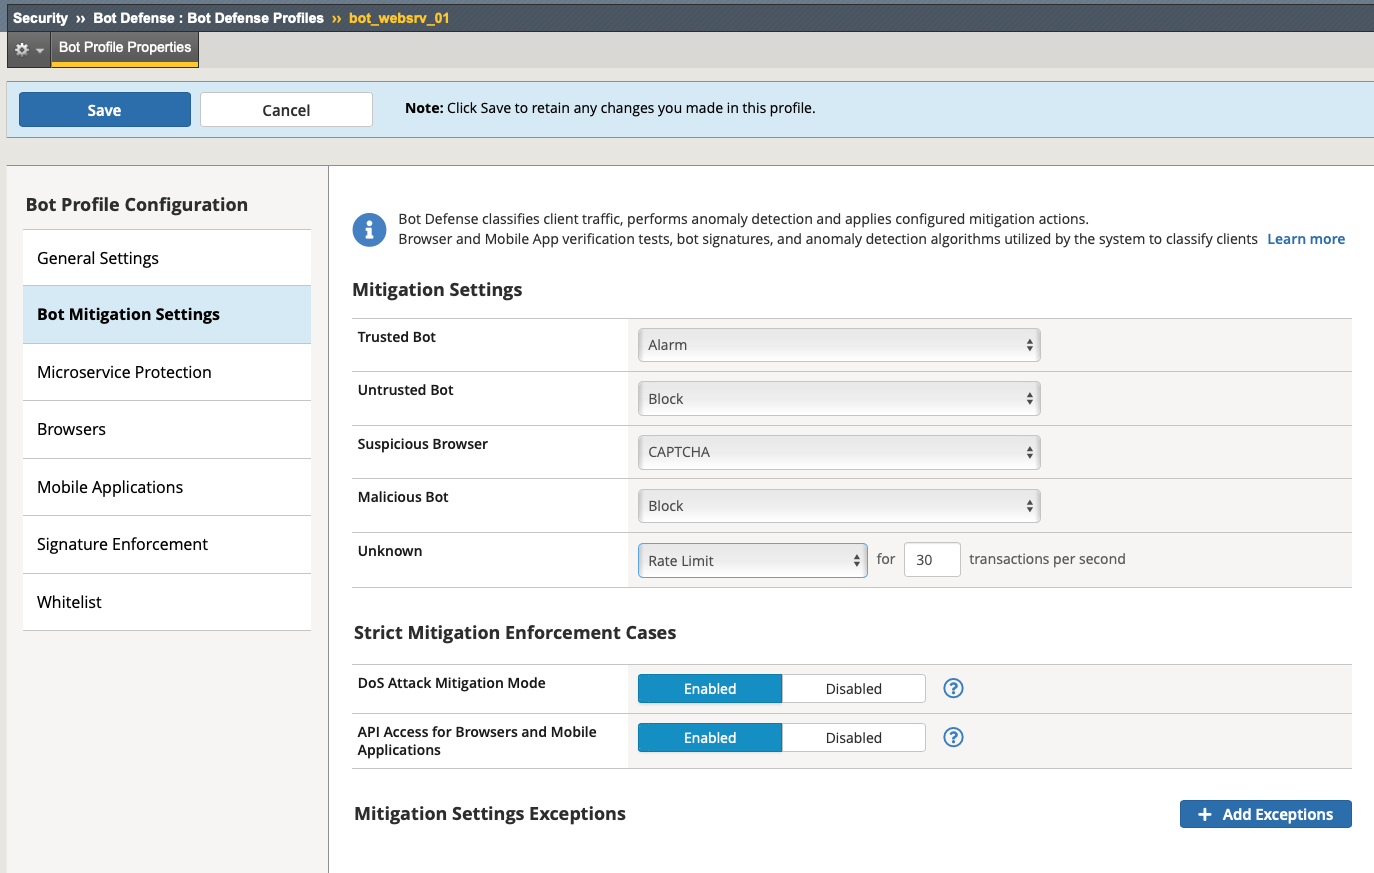 Security ›› Bot Defense : Bot Defense Profiles ›› bot_websrv_01
Bot Profile Properties
Save
Cancel
Note: Click Save to retain any changes you made in this profile.
Bot Profile Configuration
General Settings
Bot Mitigation Settings
Microservice Protection
Browsers
Mobile Applications
Signature Enforcement
Whitelist
Bot Defense classifies client traffic, performs anomaly detection and applies configured mitigation actions.
Browser and Mobile App verification tests, bot signatures, and anomaly detection algorithms utilized by the system to classify clients Learn more
Mitigation Settings
Trusted Bot
Alarm
Untrusted Bot
Block
Suspicious Browser
CAPTCHA
Malicious Bot
Block
Unknown
Rate Limit for 30 transactions per second
Strict Mitigation Enforcement Cases
DoS Attack Mitigation Mode
Enabled Disabled ?
API Access for Browsers and Mobile
Applications
Enabled Disabled ?
Mitigation Settings Exceptions
+ Add Exceptions